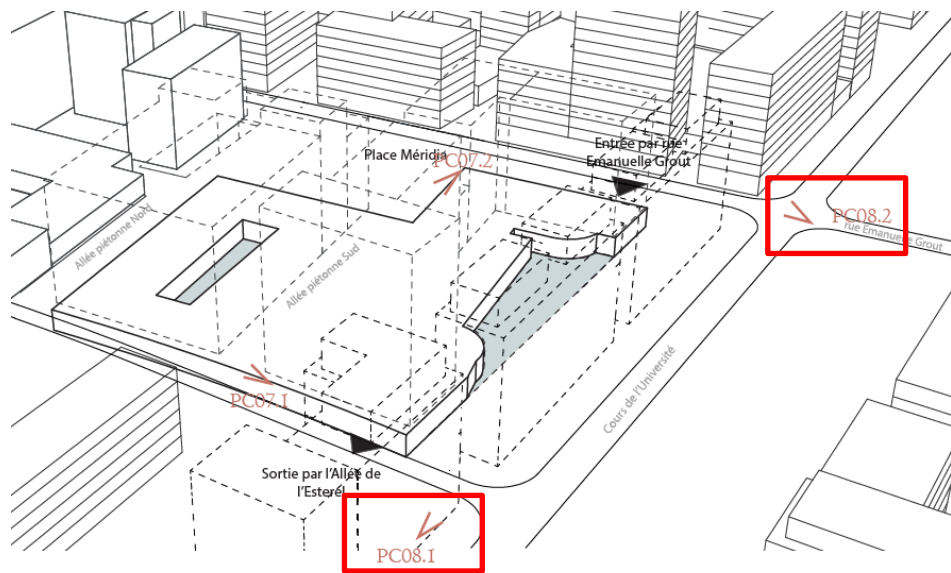 Entrée par rue
Emanuelle Grout
Place Méridia
PC07.2
PC08.2
rue Emanuelle Grout
Allée piétonne Nord
Allée piétonne Sud
Cours de l'Université
PC07.1
Sortie par l'Allée de
l'Esterel
PC08.1